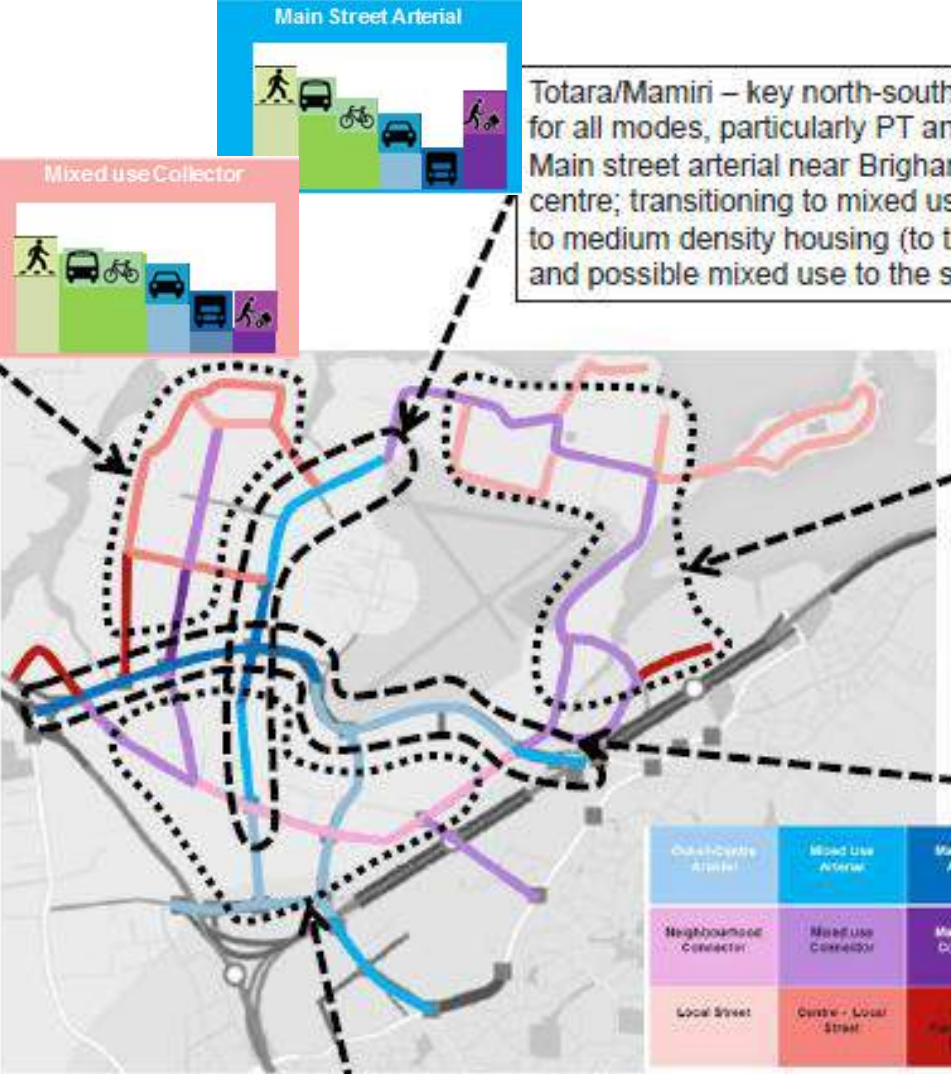 Main Street Arterial
Totara/Mamiri – key north-south
for all modes, particularly PT an
Main street arterial near Brighar
centre; transitioning to mixed us
to medium density housing (to t
and possible mixed use to the s
Mixed use Collector
Mixed Use
Arterial
Neighbourhood
Connector
Mixed use
Connector
Local Street
Centre - Local
Street